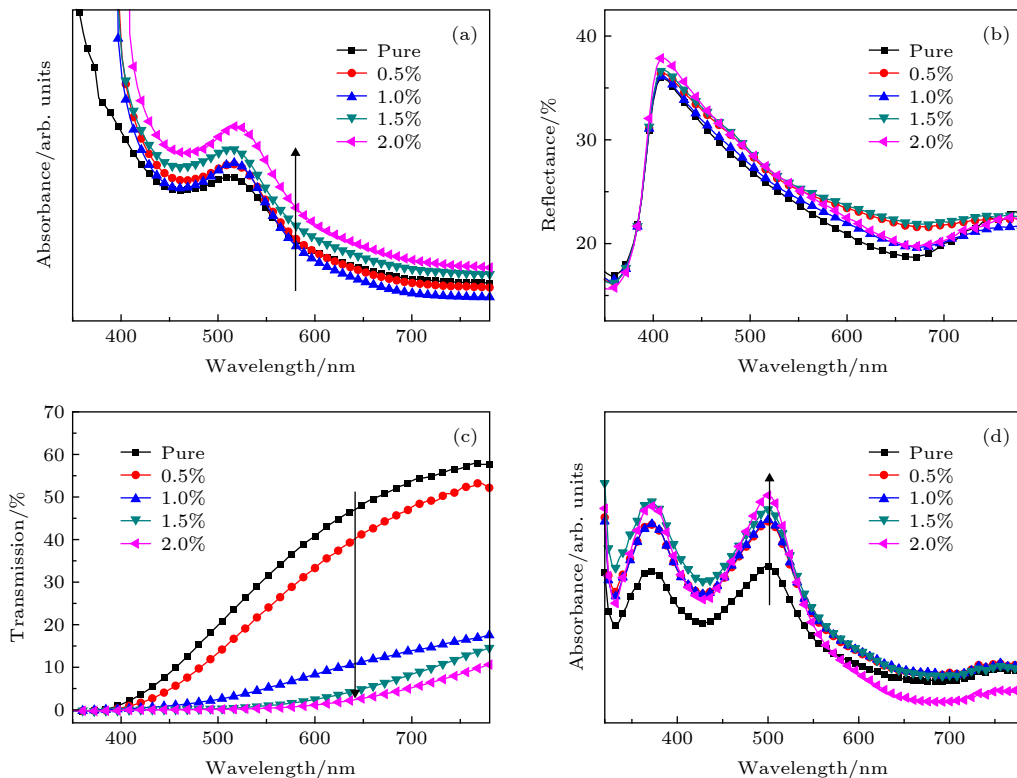 (a)
Pure
0.5%
1.0%
1.5%
2.0%
Absorbance/arb. units
400 500 600 700
Wavelength/nm
(b)
Pure
0.5%
1.0%
1.5%
2.0%
40
30
20
Reflectance/%
400 500 600 700
Wavelength/nm
(c)
Pure
0.5%
1.0%
1.5%
2.0%
70
60
50
40
30
20
10
0
Transmission/%
400 500 600 700
Wavelength/nm
(d)
Pure
0.5%
1.0%
1.5%
2.0%
Absorbance/arb. units
400 500 600 700
Wavelength/nm